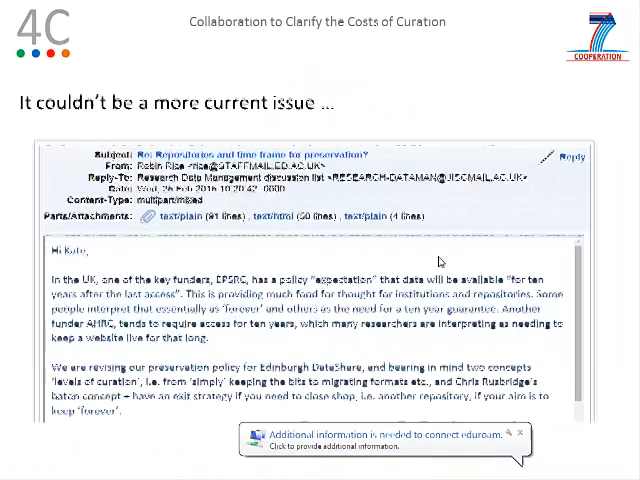 4C
Collaboration to Clarify the Costs of Curation
7
COOPERATION
It couldn't be a more current issue ...
Subject: Re: Repositories and time frame for preservation?
From: Robin Rice <rrice@STAFFMAIL.ED.AC.UK>
Reply
Reply-To: Research Data Management discussion list <RESEARCH-DATAMAN@JISCMAIL.AC.UK>
Date: Wed, 26 Feb 10:20:42
Content-Type: multipart/mixed
Parts/Attachments: text/plain (91 lines) , text/html (50 lines) , text/plain (4 lines)
Hi Kate,
In the UK, one of the key funders, EPSRC, has a policy "expectation" that data will be available "for ten
years after the last access". This is providing much food for thought for institutions and repositories. Some
people interpret that essentially as 'forever' and others as the need for a ten year guarantee. Another
funder AHRC, tends to require access for ten years, which many researchers are interpreting as needing to
keep a website live for that long.
We are revising our preservation policy for Edinburgh DataShare, and bearing in mind two concepts
'levels of curation', i.e. from 'simply' keeping the bits to migrating formats etc., and Chris Rusbridge's
baton concept - have an exit strategy if you need to close shop, i.e. another repository, if your aim is to
keep 'forever'.
Additional information is needed to connect eduroam.
Click to provide additional information.